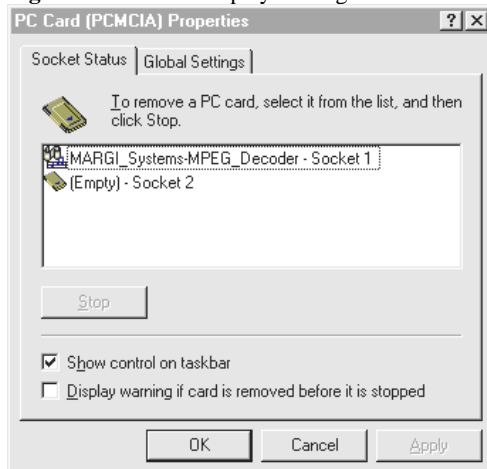 PC Card (PCMCIA) Properties
Socket Status Global Settings
To remove a PC card, select it from the list, and then
click Stop.
MARGI_Systems-MPEG_Decoder - Socket 1
(Empty) - Socket 2
Stop
Show control on taskbar
Display warning if card is removed before it is stopped
OK Cancel Apply